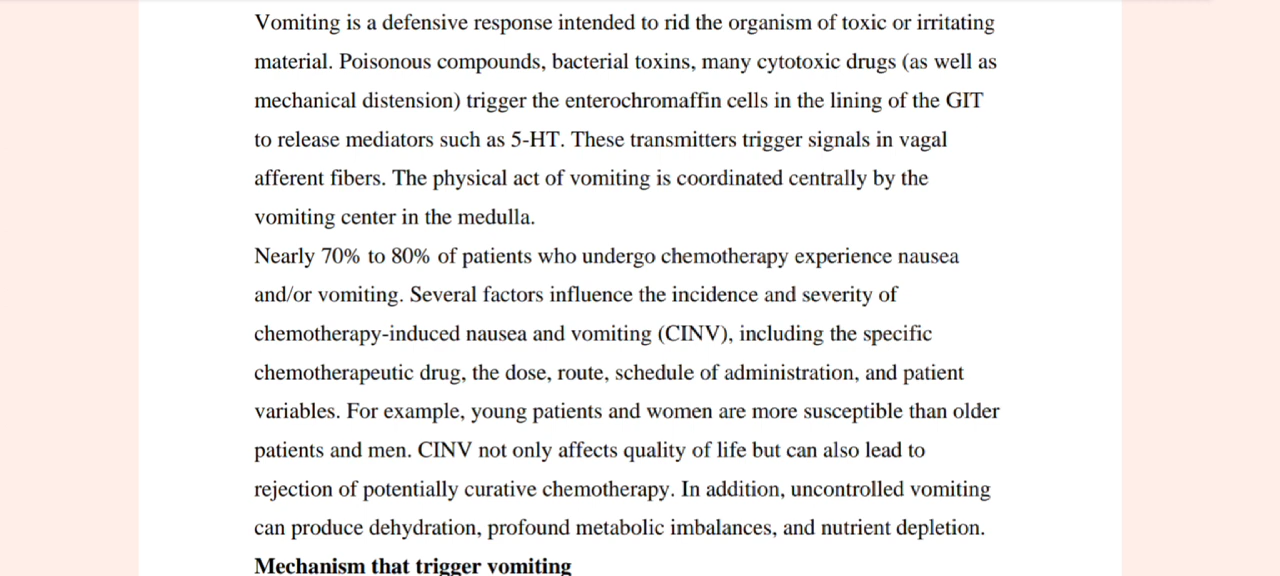 Vomiting is a defensive response intended to rid the organism of toxic or irritating
material. Poisonous compounds, bacterial toxins, many cytotoxic drugs (as well as
mechanical distension) trigger the enterochromaffin cells in the lining of the GIT
to release mediators such as 5-HT. These transmitters trigger signals in vagal
afferent fibers. The physical act of vomiting is coordinated centrally by the
vomiting center in the medulla.
Nearly 70% to 80% of patients who undergo chemotherapy experience nausea
and/or vomiting. Several factors influence the incidence and severity of
chemotherapy-induced nausea and vomiting (CINV), including the specific
chemotherapeutic drug, the dose, route, schedule of administration, and patient
variables. For example, young patients and women are more susceptible than older
patients and men. CINV not only affects quality of life but can also lead to
rejection of potentially curative chemotherapy. In addition, uncontrolled vomiting
can produce dehydration, profound metabolic imbalances, and nutrient depletion.
Mechanism that trigger vomiting